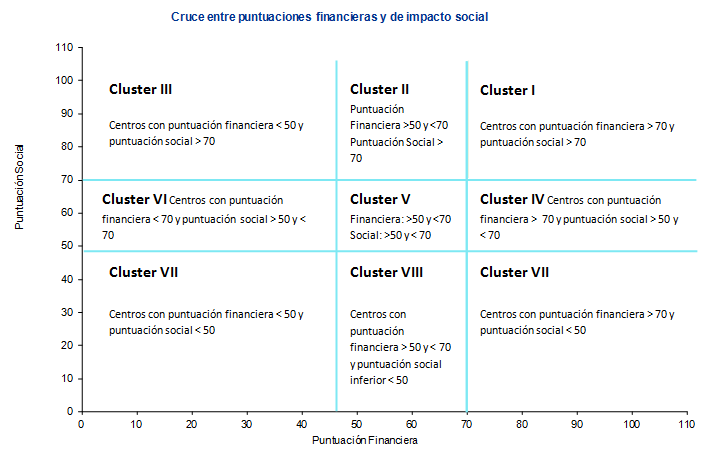 Cruce entre puntuaciones financieras y de impacto social
Puntuación Social
110
100
90
80
70
60
50
40
30
20
10
0
Cluster III
Centros con puntuación financiera < 50 y
puntuación social > 70
Cluster II
Puntuación
Financiera >50 y <70
Puntuación Social >
70
Cluster I
Centros con puntuación financiera > 70 y
puntuación social > 70
Cluster VI Centros con puntuación
financiera < 70 y puntuación social > 50 y <
70
Cluster V
Financiera: >50 y <70
Social: >50 y < 70
Cluster IV Centros con puntuación
financiera > 70 y puntuación social > 50 y
< 70
Cluster VII
Centros con puntuación financiera < 50 y
puntuación social < 50
Cluster VIII
Centros con
puntuación
financiera > 50 y < 70
y puntuación social
inferior < 50
Cluster VII
Centros con puntuación financiera > 70 y
puntuación social < 50
0 10 20 30 40 50 60 70 80 90 100 110
Puntuación Financiera